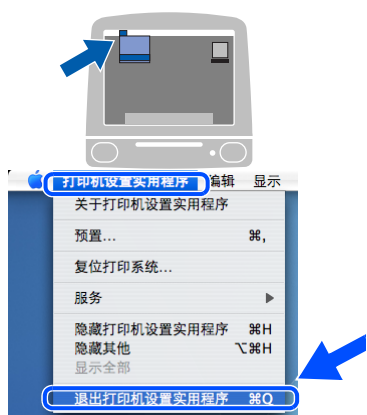 打印机设置实用程序 编辑 显示
关于打印机设置实用程序
预置... ⌘,
复位打印系统...
服务 ▶
隐藏打印机设置实用程序 ⌘H
隐藏其他 ⌥⌘H
显示全部
退出打印机设置实用程序 ⌘Q